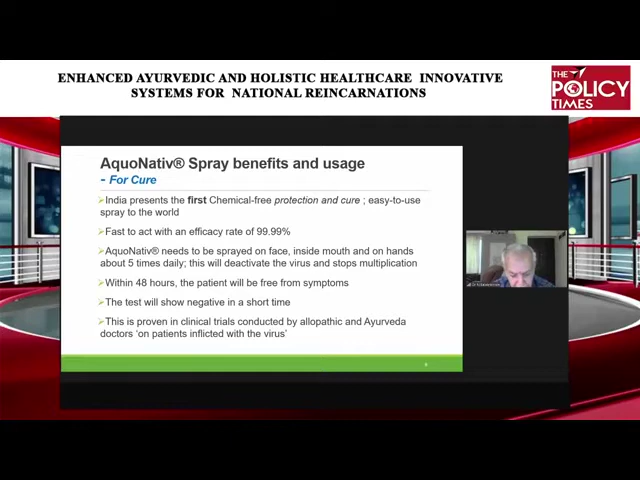 ENHANCED AYURVEDIC AND HOLISTIC HEALTHCARE INNOVATIVE
SYSTEMS FOR NATIONAL REINCARNATIONS
THE
POLICY
TIMES
AquoNativ® Spray benefits and usage
- For Cure
India presents the first Chemical-free protection and cure ; easy-to-use
spray to the world
Fast to act with an efficacy rate of 99.99%
AquoNativ® needs to be sprayed on face, inside mouth and on hands
about 5 times daily; this will deactivate the virus and stops multiplication
Within 48 hours, the patient will be free from symptoms
The test will show negative in a short time
This is proven in clinical trials conducted by allopathic and Ayurveda
doctors ‘on patients inflicted with the virus’